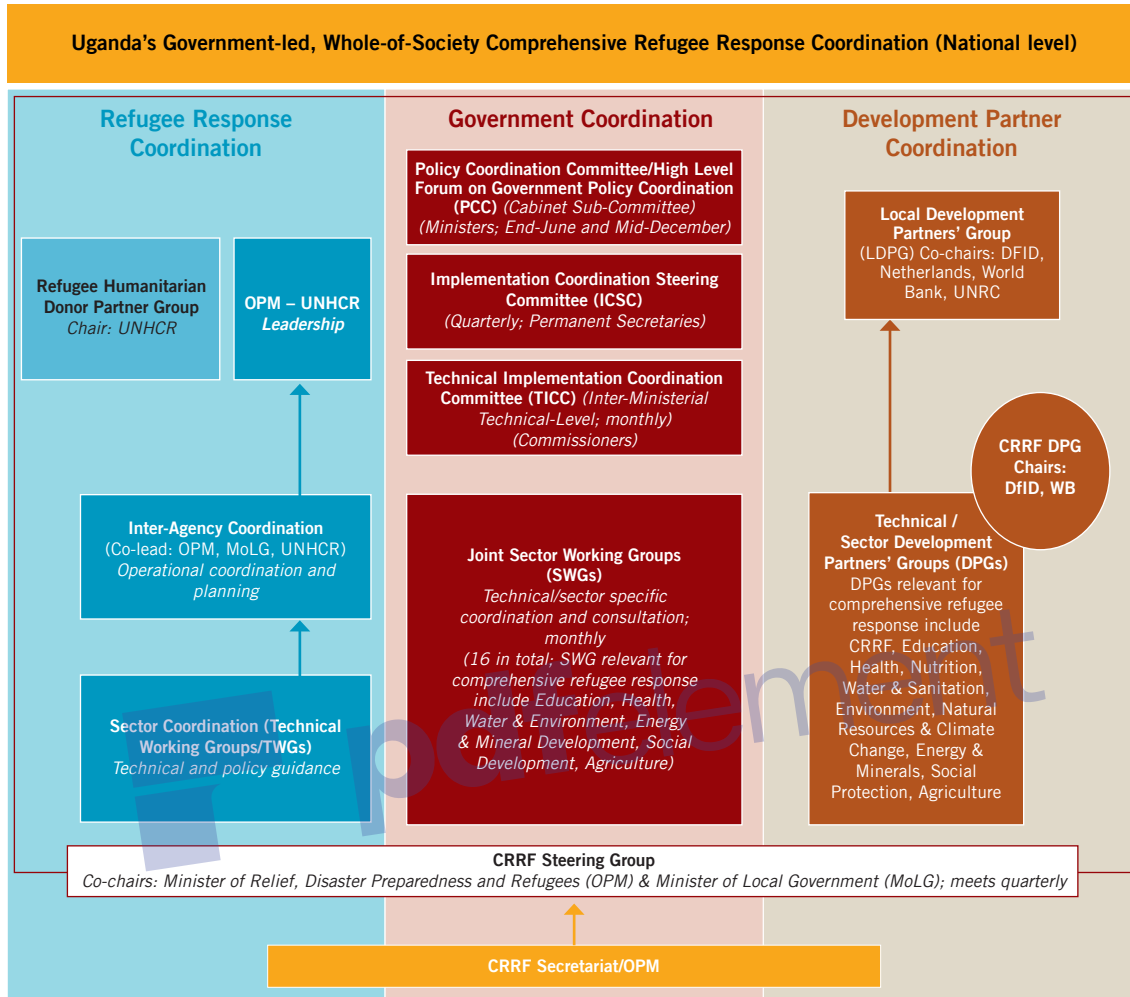 Uganda's Government-led, Whole-of-Society Comprehensive Refugee Response Coordination (National level)
Refugee Response
Coordination
Refugee Humanitarian
Donor Partner Group
Chair: UNHCR
OPM – UNHCR
Leadership
Inter-Agency Coordination
(Co-lead: OPM, MoLG, UNHCR)
Operational coordination and
planning
Sector Coordination (Technical
Working Groups/TWGs)
Technical and policy guidance
Government Coordination
Policy Coordination Committee/High Level
Forum on Government Policy Coordination
(PCC) (Cabinet Sub-Committee)
(Ministers; End-June and Mid-December)
Implementation Coordination Steering
Committee (ICSC)
(Quarterly; Permanent Secretaries)
Technical Implementation Coordination
Committee (TICC) (Inter-Ministerial
Technical-Level; monthly)
(Commissioners)
Joint Sector Working Groups
(SWGs)
Technical/sector specific
coordination and consultation;
monthly
(16 in total; SWG relevant for
comprehensive refugee response
include Education, Health,
Water & Environment, Energy
& Mineral Development, Social
Development, Agriculture)
Development Partner
Coordination
Local Development
Partners' Group
(LDPG) Co-chairs: DFID,
Netherlands, World
Bank, UNRC
CRRF DPG
Chairs:
DfID, WB
Technical /
Sector Development
Partners' Groups (DPGs)
DPGs relevant for
comprehensive refugee
response include
CRRF, Education,
Health, Nutrition,
Water & Sanitation,
Environment, Natural
Resources & Climate
Change, Energy &
Minerals, Social
Protection, Agriculture
pdfelement
CRRF Steering Group
Co-chairs: Minister of Relief, Disaster Preparedness and Refugees (OPM) & Minister of Local Government (MoLG); meets quarterly
CRRF Secretariat/OPM